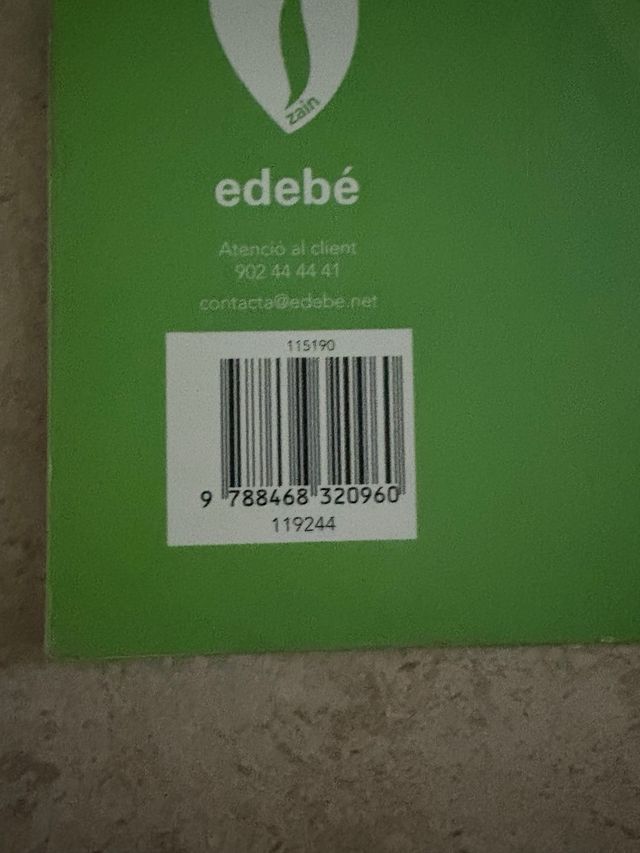 zain
edebé
Atenció al client
902 44 44 41
contacta@edebe.net
115190
9 788468 320960
119244